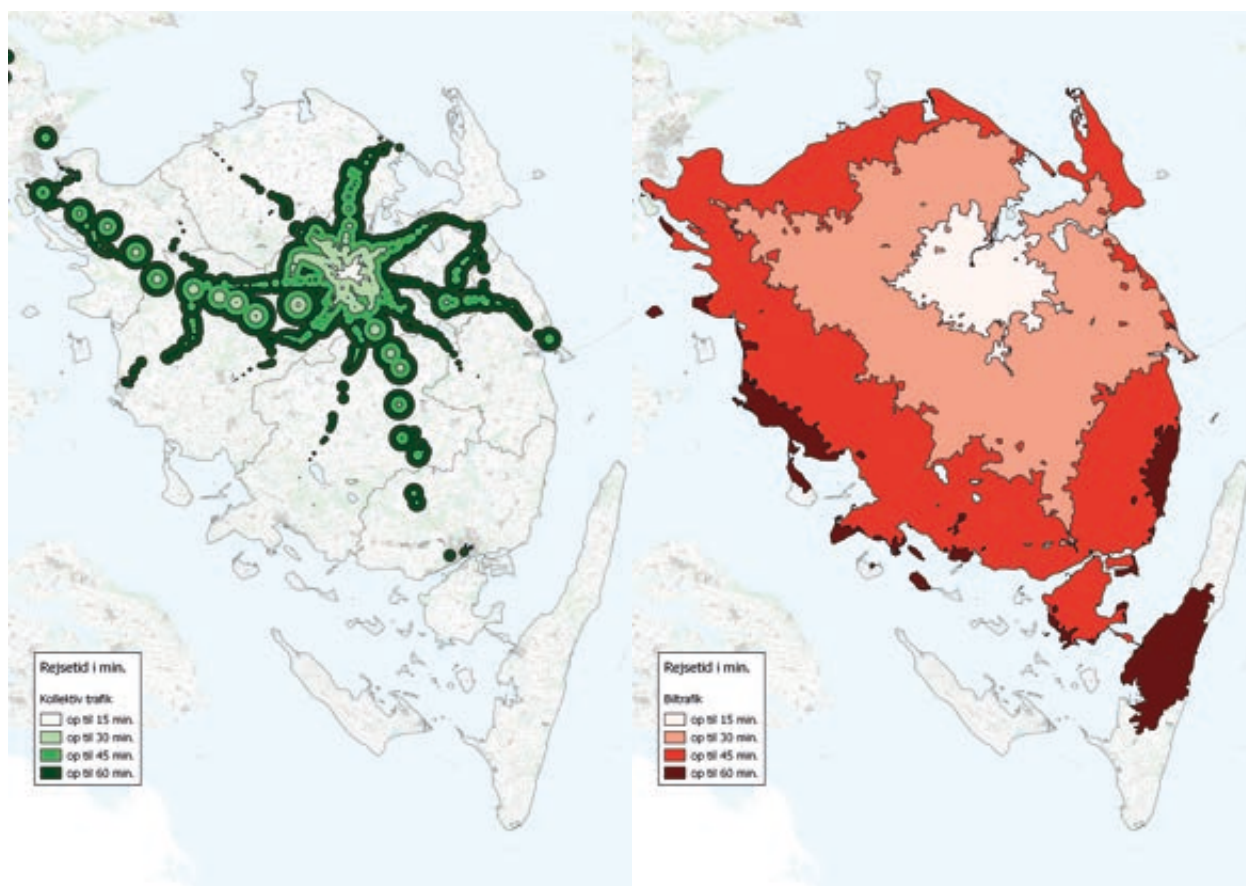 Rejsetid i min.
Kollektiv trafik
op til 15 min.
op til 30 min.
op til 45 min.
op til 60 min.
Rejsetid i min.
Biltrafik
op til 15 min.
op til 30 min.
op til 45 min.
op til 60 min.